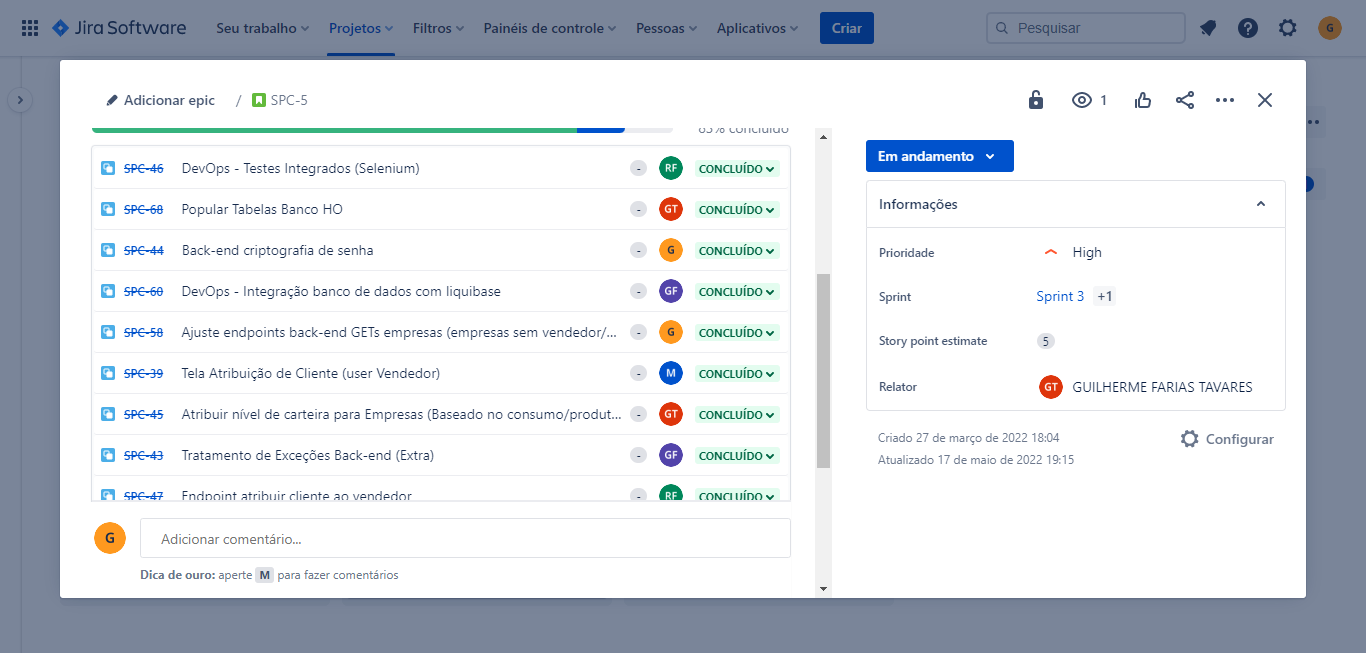 Jira Software Seu trabalho Projetos Filtros Painéis de controle Pessoas Aplicativos Criar Pesquisar G
Adicionar epic / SPC-5 1
83% concluído
SPC-46 DevOps - Testes Integrados (Selenium) - RF CONCLUÍDO
SPC-68 Popular Tabelas Banco HO - GT CONCLUÍDO
SPC-44 Back-end criptografia de senha - G CONCLUÍDO
SPC-60 DevOps - Integração banco de dados com liquibase - GF CONCLUÍDO
SPC-58 Ajuste endpoints back-end GETs empresas (empresas sem vendedor/... - G CONCLUÍDO
SPC-39 Tela Atribuição de Cliente (user Vendedor) - M CONCLUÍDO
SPC-45 Atribuir nível de carteira para Empresas (Baseado no consumo/produt... - GT CONCLUÍDO
SPC-43 Tratamento de Exceções Back-end (Extra) - GF CONCLUÍDO
SPC-47 Endpoint atribuir cliente ao vendedor - RF CONCLUÍDO
G Adicionar comentário...
Dica de ouro: aperte M para fazer comentários
Em andamento
Informações
Prioridade High
Sprint Sprint 3 +1
Story point estimate 5
Relator GT GUILHERME FARIAS TAVARES
Criado 27 de março de 2022 18:04
Configurar
Atualizado 17 de maio de 2022 19:15